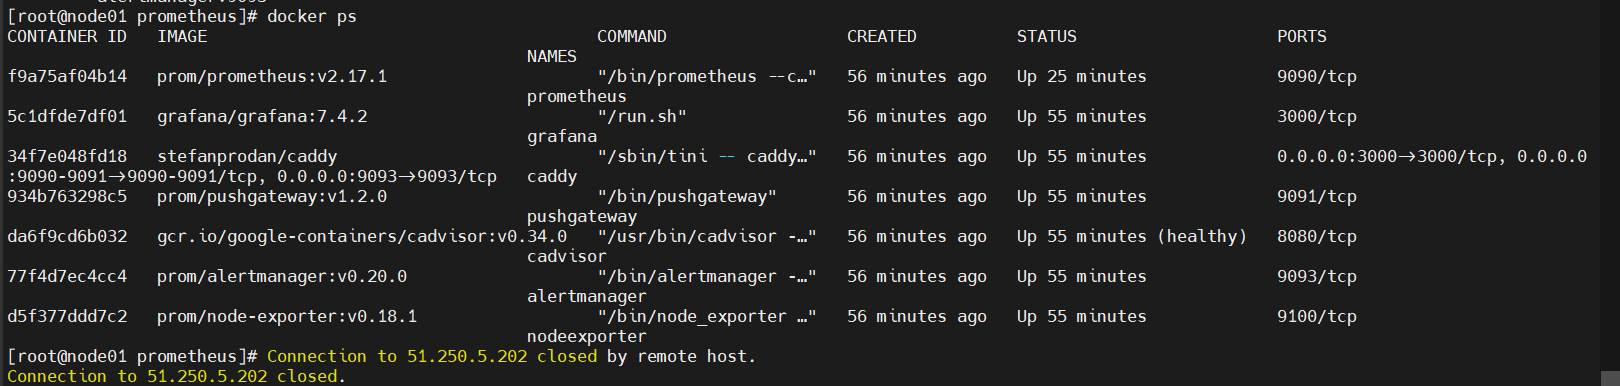 alertmanager:9093
[root@node01 prometheus]# docker ps
CONTAINER ID   IMAGE                                       COMMAND                  CREATED          STATUS                    PORTS
                                                    NAMES
f9a75af04b14   prom/prometheus:v2.17.1                     "/bin/prometheus --c…"   56 minutes ago   Up 25 minutes             9090/tcp
                                                    prometheus
5c1dfde7df01   grafana/grafana:7.4.2                       "/run.sh"                56 minutes ago   Up 55 minutes             3000/tcp
                                                    grafana
34f7e048fd18   stefanprodan/caddy                          "/sbin/tini -- caddy…"   56 minutes ago   Up 55 minutes             0.0.0.0:3000->3000/tcp, 0.0.0.0
:9090-9091->9090-9091/tcp, 0.0.0.0:9093->9093/tcp   caddy
934b763298c5   prom/pushgateway:v1.2.0                     "/bin/pushgateway"       56 minutes ago   Up 55 minutes             9091/tcp
                                                    pushgateway
da6f9cd6b032   gcr.io/google-containers/cadvisor:v0.34.0   "/usr/bin/cadvisor -…"   56 minutes ago   Up 55 minutes (healthy)   8080/tcp
                                                    cadvisor
77f4d7ec4cc4   prom/alertmanager:v0.20.0                   "/bin/alertmanager -…"   56 minutes ago   Up 55 minutes             9093/tcp
                                                    alertmanager
d5f377ddd7c2   prom/node-exporter:v0.18.1                  "/bin/node_exporter …"   56 minutes ago   Up 55 minutes             9100/tcp
                                                    nodeexporter
[root@node01 prometheus]# Connection to 51.250.5.202 closed by remote host.
Connection to 51.250.5.202 closed.